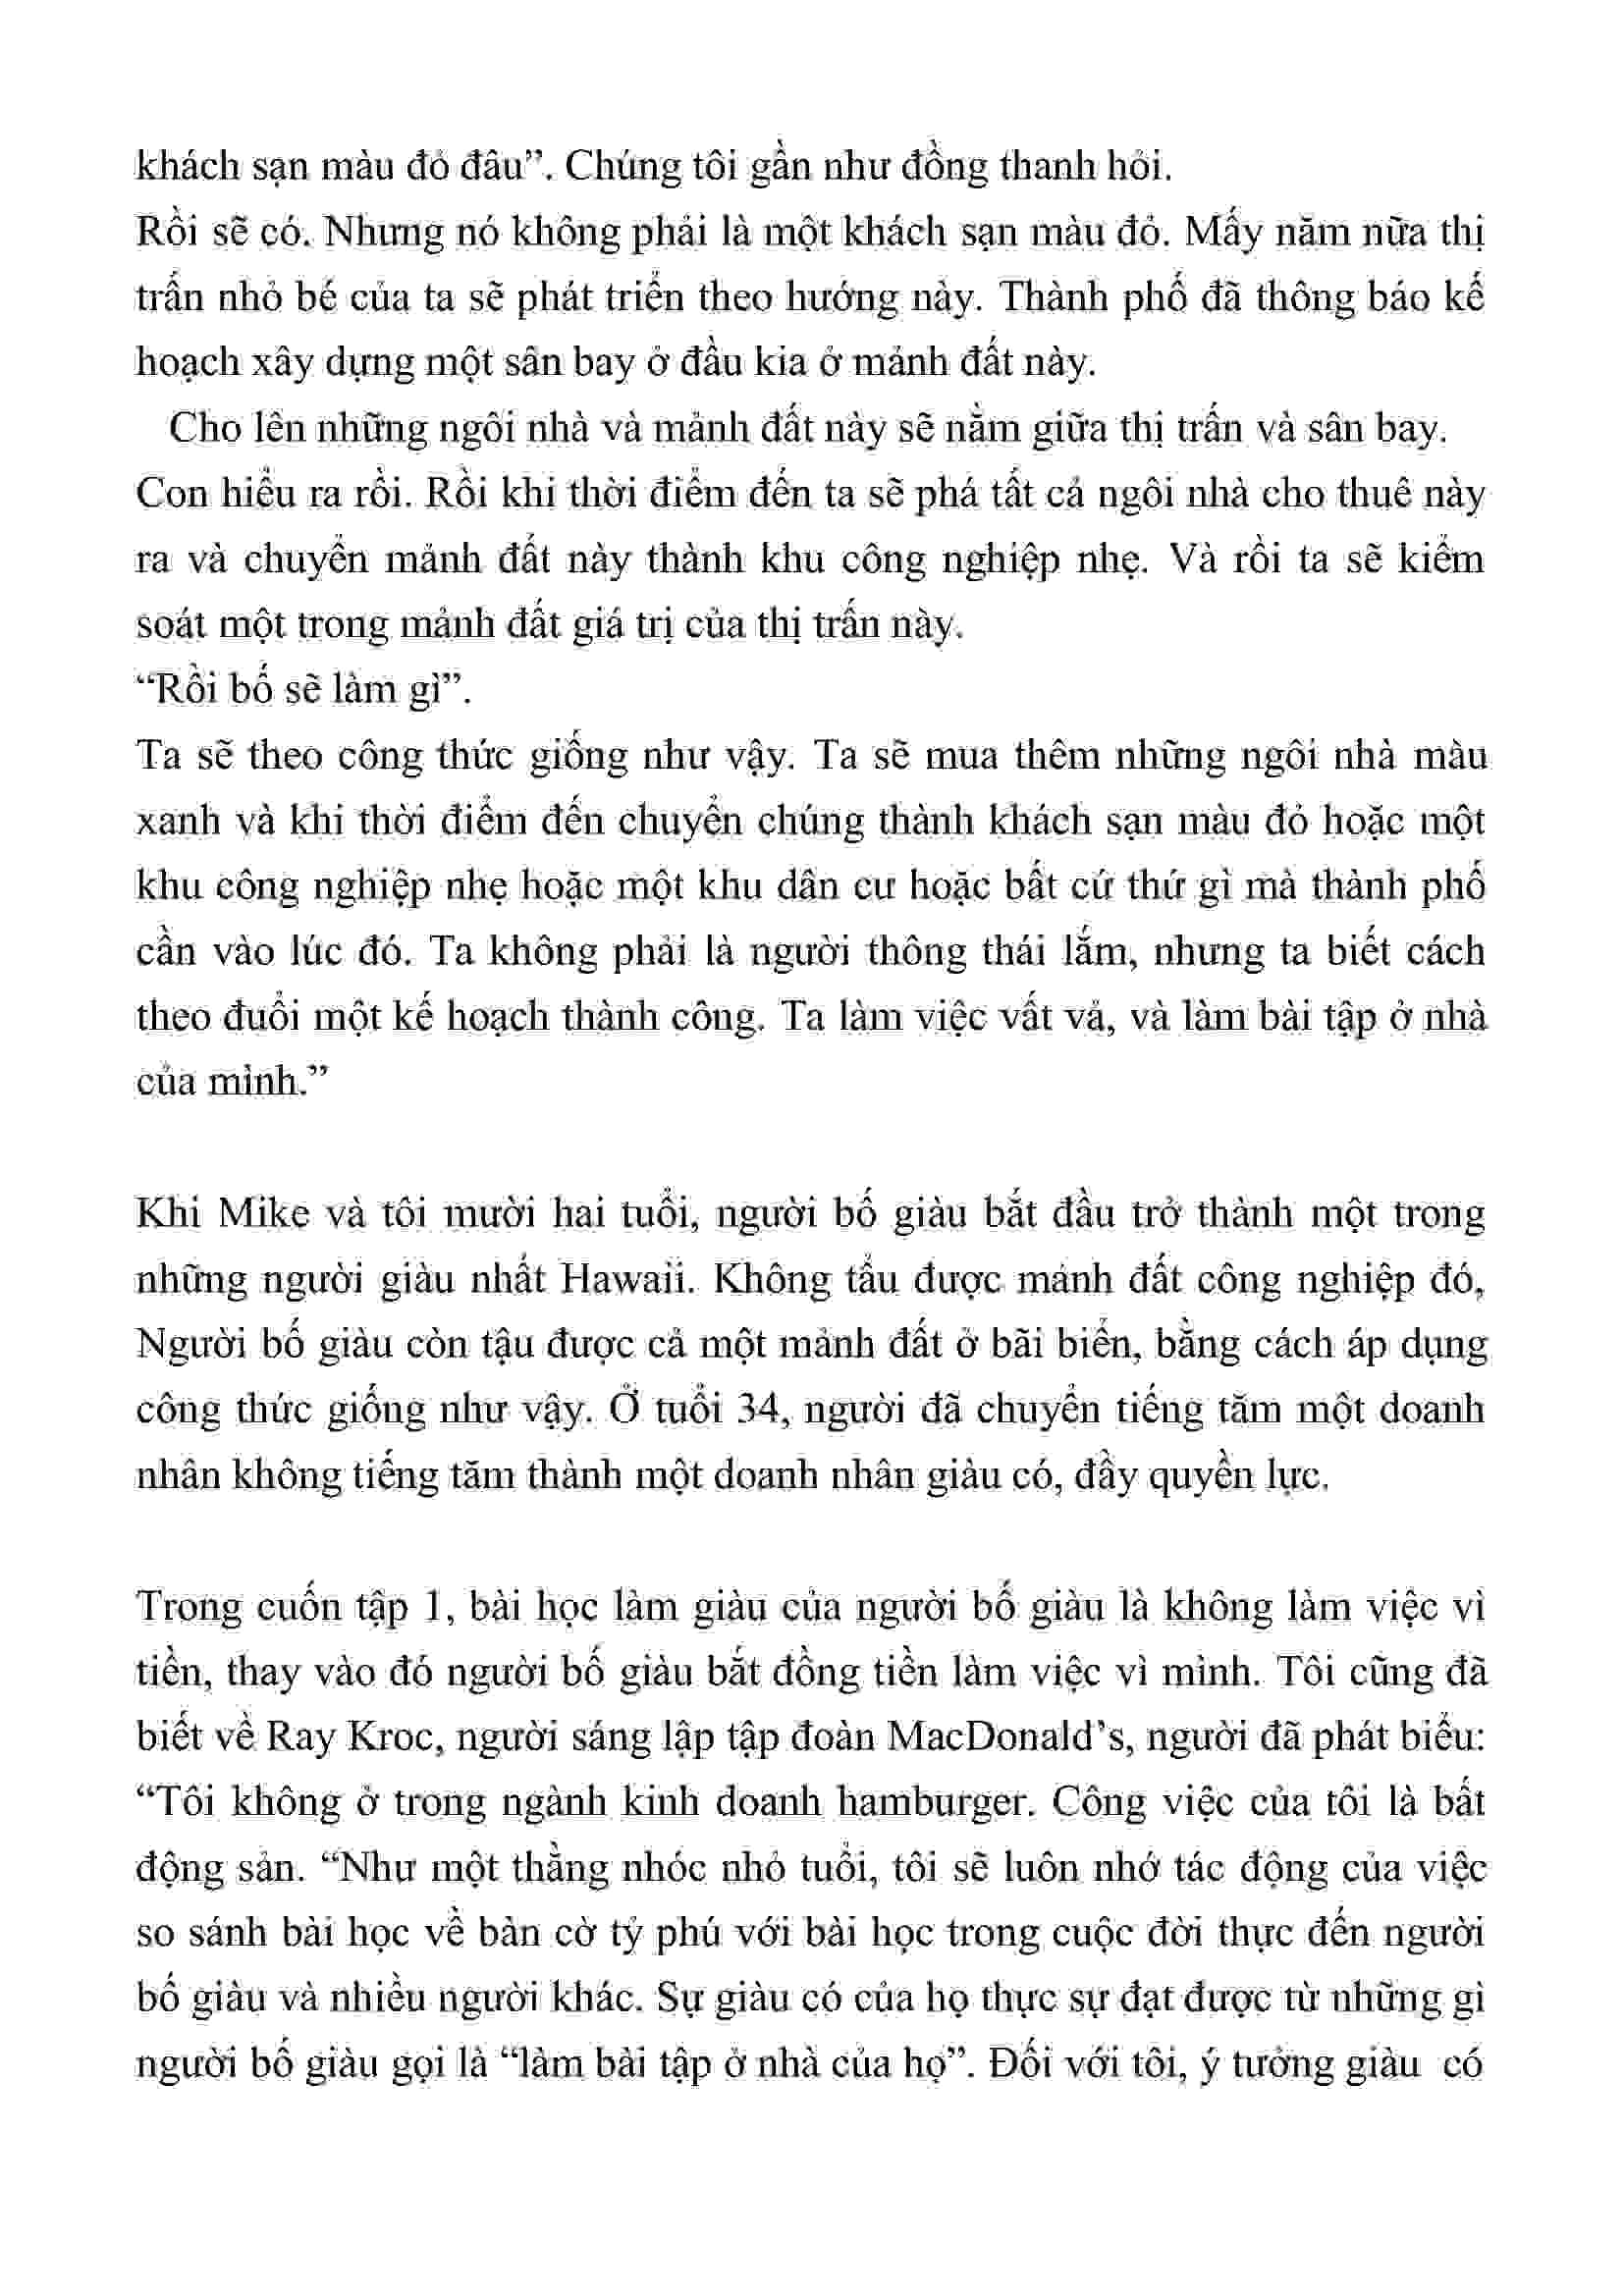 khách sạn màu đỏ đâu”. Chúng tôi gần như đồng thanh hỏi.
Rồi sẽ có. Nhưng nó không phải là một khách sạn màu đỏ. Mấy năm nữa thị
trấn nhỏ bé của ta sẽ phát triển theo hướng này. Thành phố đã thông báo kế
hoạch xây dựng một sân bay ở đầu kia ở mảnh đất này.
Cho lên những ngôi nhà và mảnh đất này sẽ nằm giữa thị trấn và sân bay.
Con hiểu ra rồi. Rồi khi thời điểm đến ta sẽ phá tất cả ngôi nhà cho thuê này
ra và chuyển mảnh đất này thành khu công nghiệp nhẹ. Và rồi ta sẽ kiểm
soát một trong mảnh đất giá trị của thị trấn này.
“Rồi bố sẽ làm gì”.
Ta sẽ theo công thức giống như vậy. Ta sẽ mua thêm những ngôi nhà màu
xanh và khi thời điểm đến chuyển chúng thành khách sạn màu đỏ hoặc một
khu công nghiệp nhẹ hoặc một khu dân cư hoặc bất cứ thứ gì mà thành phố
cần vào lúc đó. Ta không phải là người thông thái lắm, nhưng ta biết cách
theo đuổi một kế hoạch thành công. Ta làm việc vất vả, và làm bài tập ở nhà
của mình.”
Khi Mike và tôi mười hai tuổi, người bố giàu bắt đầu trở thành một trong
những người giàu nhất Hawaii. Không tẩu được mảnh đất công nghiệp đó,
Người bố giàu còn tậu được cả một mảnh đất ở bãi biển, bằng cách áp dụng
công thức giống như vậy. Ở tuổi 34, người đã chuyển tiếng tăm một doanh
nhân không tiếng tăm thành một doanh nhân giàu có, đầy quyền lực.
Trong cuốn tập 1, bài học làm giàu của người bố giàu là không làm việc vì
tiền, thay vào đó người bố giàu bắt đồng tiền làm việc vì mình. Tôi cũng đã
biết về Ray Kroc, người sáng lập tập đoàn MacDonald’s, người đã phát biểu:
“Tôi không ở trong ngành kinh doanh hamburger. Công việc của tôi là bất
động sản. “Như một thằng nhóc nhỏ tuổi, tôi sẽ luôn nhớ tác động của việc
so sánh bài học về bàn cờ tỷ phú với bài học trong cuộc đời thực đến người
bố giàu và nhiều người khác. Sự giàu có của họ thực sự đạt được từ những gì
người bố giàu gọi là “làm bài tập ở nhà của họ”. Đối với tôi, ý tưởng giàu  có